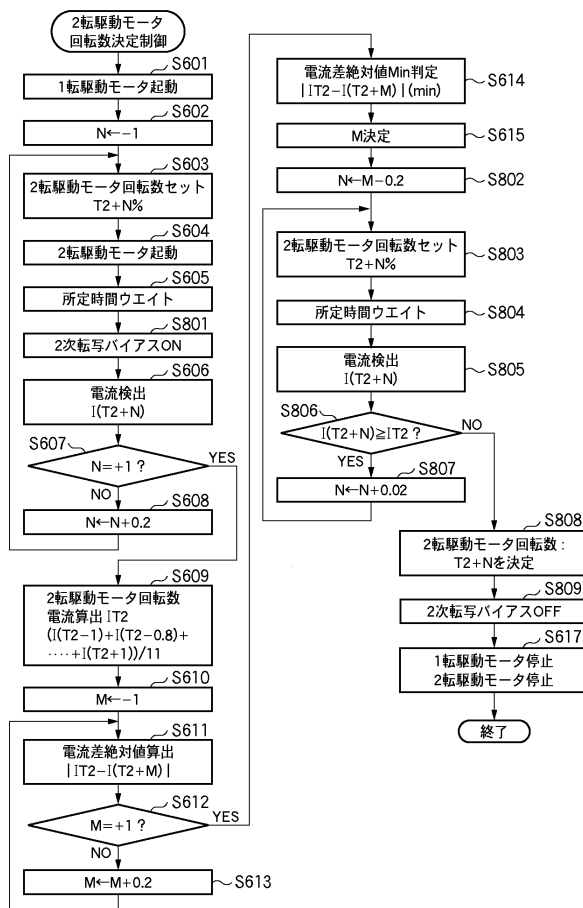 2転駆動モータ
回転数決定制御
S601
1転駆動モータ起動
S602
N←−1
S603
2転駆動モータ回転数セット
T2+N%
S604
2転駆動モータ起動
S605
所定時間ウエイト
S801
2次転写バイアスON
S606
電流検出
I(T2+N)
S607
N=+1？
YES
NO
S608
N←N+0.2
S609
2転駆動モータ回転数
電流算出 IT2
(I(T2−1)+I(T2−0.8)+
‥‥+I(T2+1))/11
S610
M←−1
S611
電流差絶対値算出
|IT2−I(T2+M)|
S612
M=+1？
YES
NO
M←M+0.2
S613
電流差絶対値Min判定
|IT2−I(T2+M)|(min)
S614
M決定
S615
N←M−0.2
S802
2転駆動モータ回転数セット
T2+N%
S803
所定時間ウエイト
S804
電流検出
I(T2+N)
S805
S806
I(T2+N)≧IT2？
NO
YES
S807
N←N+0.02
S808
2転駆動モータ回転数：
T2+Nを決定
S809
2次転写バイアスOFF
S617
1転駆動モータ停止
2転駆動モータ停止
終了